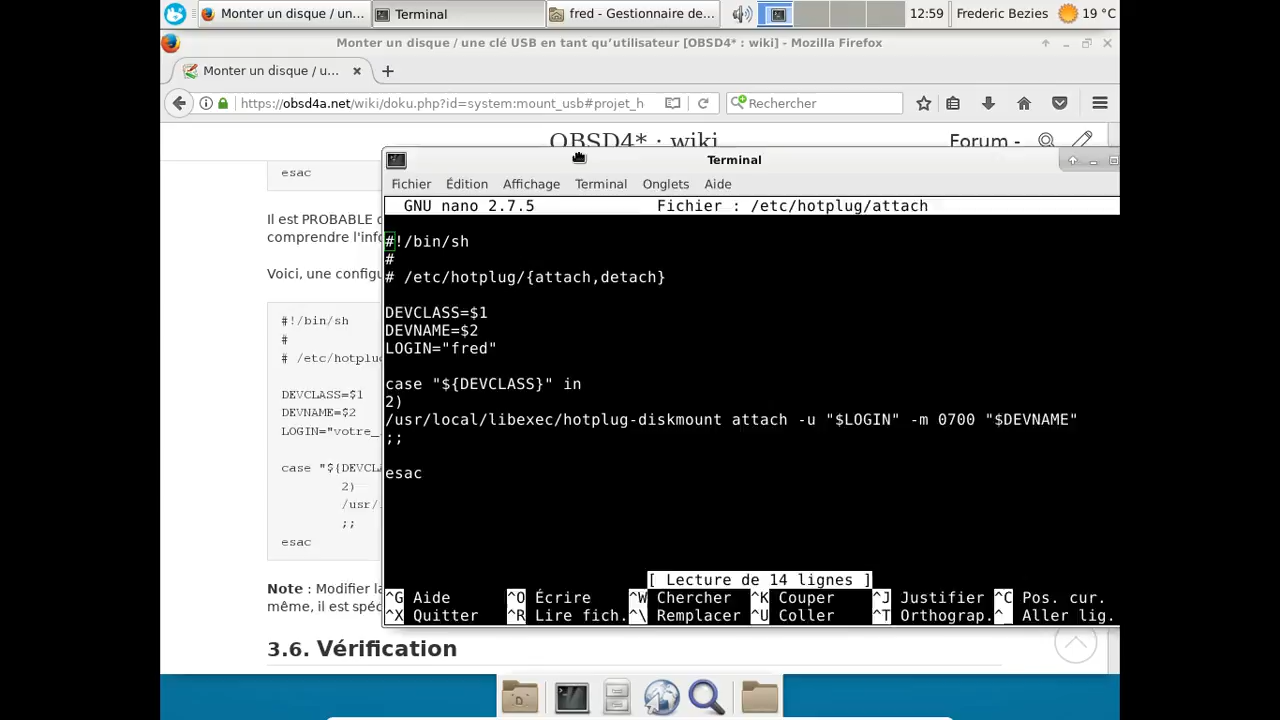 Monter un disque / un...
Terminal
fred - Gestionnaire de...
12:59
Frederic Bezies
19 °C
Monter un disque / une clé USB en tant qu’utilisateur [OBSD4* : wiki] - Mozilla Firefox
Monter un disque / u...
https://obsd4a.net/wiki/doku.php?id=system:mount_usb#projet_h
Rechercher
OBSD4* : wiki
Forum -
esac
Il est PROBABLE
comprendre l'info
Voici, une configu
#!/bin/sh
#
# /etc/hotplug
DEVCLASS=$1
DEVNAME=$2
LOGIN="votre_
case "${DEVCLA
2)
/usr/
;;
esac
Note : Modifier la
même, il est spéc
3.6. Vérification
Terminal
Fichier Édition Affichage Terminal Onglets Aide
GNU nano 2.7.5 Fichier : /etc/hotplug/attach
#!/bin/sh
#
# /etc/hotplug/{attach,detach}
DEVCLASS=$1
DEVNAME=$2
LOGIN="fred"
case "${DEVCLASS}" in
2)
/usr/local/libexec/hotplug-diskmount attach -u "$LOGIN" -m 0700 "$DEVNAME"
;;
esac
[ Lecture de 14 lignes ]
^G Aide ^O Écrire ^W Chercher ^K Couper ^J Justifier ^C Pos. cur.
^X Quitter ^R Lire fich. ^\ Remplacer ^U Coller ^T Orthograp. ^_ Aller lig.